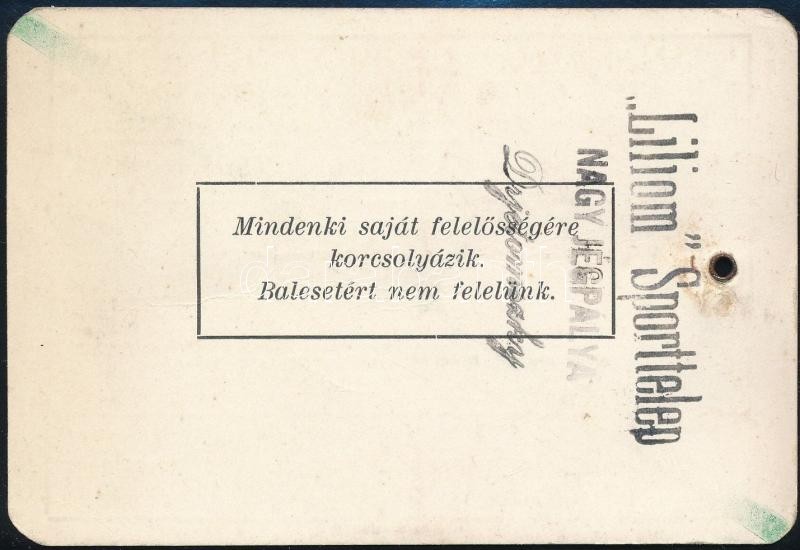 Mindenki saját felelősségére
korcsolyázik.
Balesetért nem felelünk.
„Liliom” Sporttelep
NAGY JÉGPÁLYA